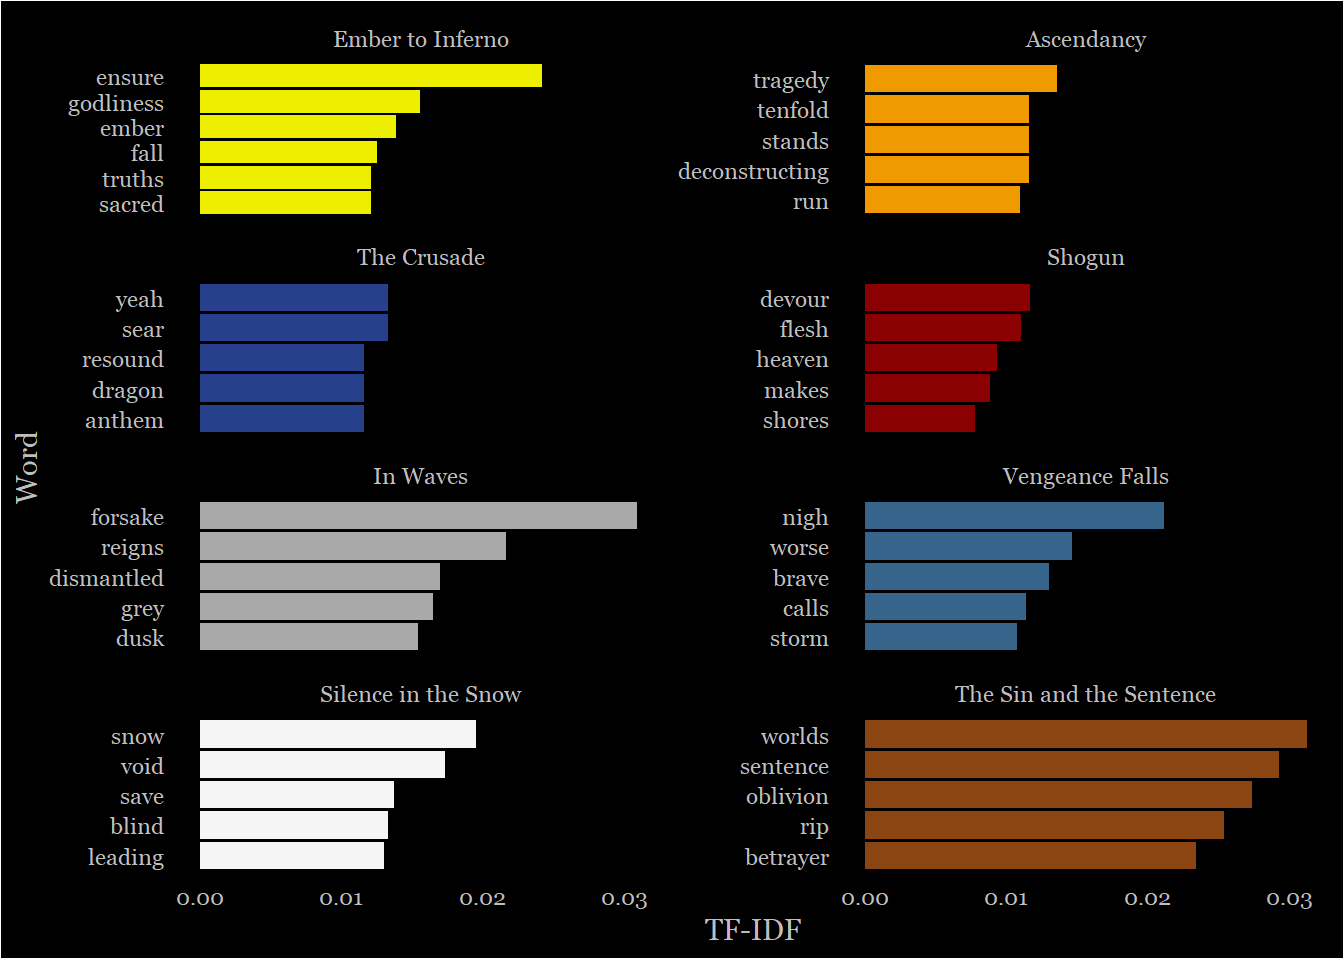 Ember to Inferno
ensure
godliness
ember
fall
truths
sacred
Ascendancy
tragedy
tenfold
stands
deconstructing
run
The Crusade
yeah
sear
resound
dragon
anthem
Shogun
devour
flesh
heaven
makes
shores
Word
In Waves
forsake
reigns
dismantled
grey
dusk
Vengeance Falls
nigh
worse
brave
calls
storm
Silence in the Snow
snow
void
save
blind
leading
The Sin and the Sentence
worlds
sentence
oblivion
rip
betrayer
0.00 0.01 0.02 0.03
0.00 0.01 0.02 0.03
TF-IDF